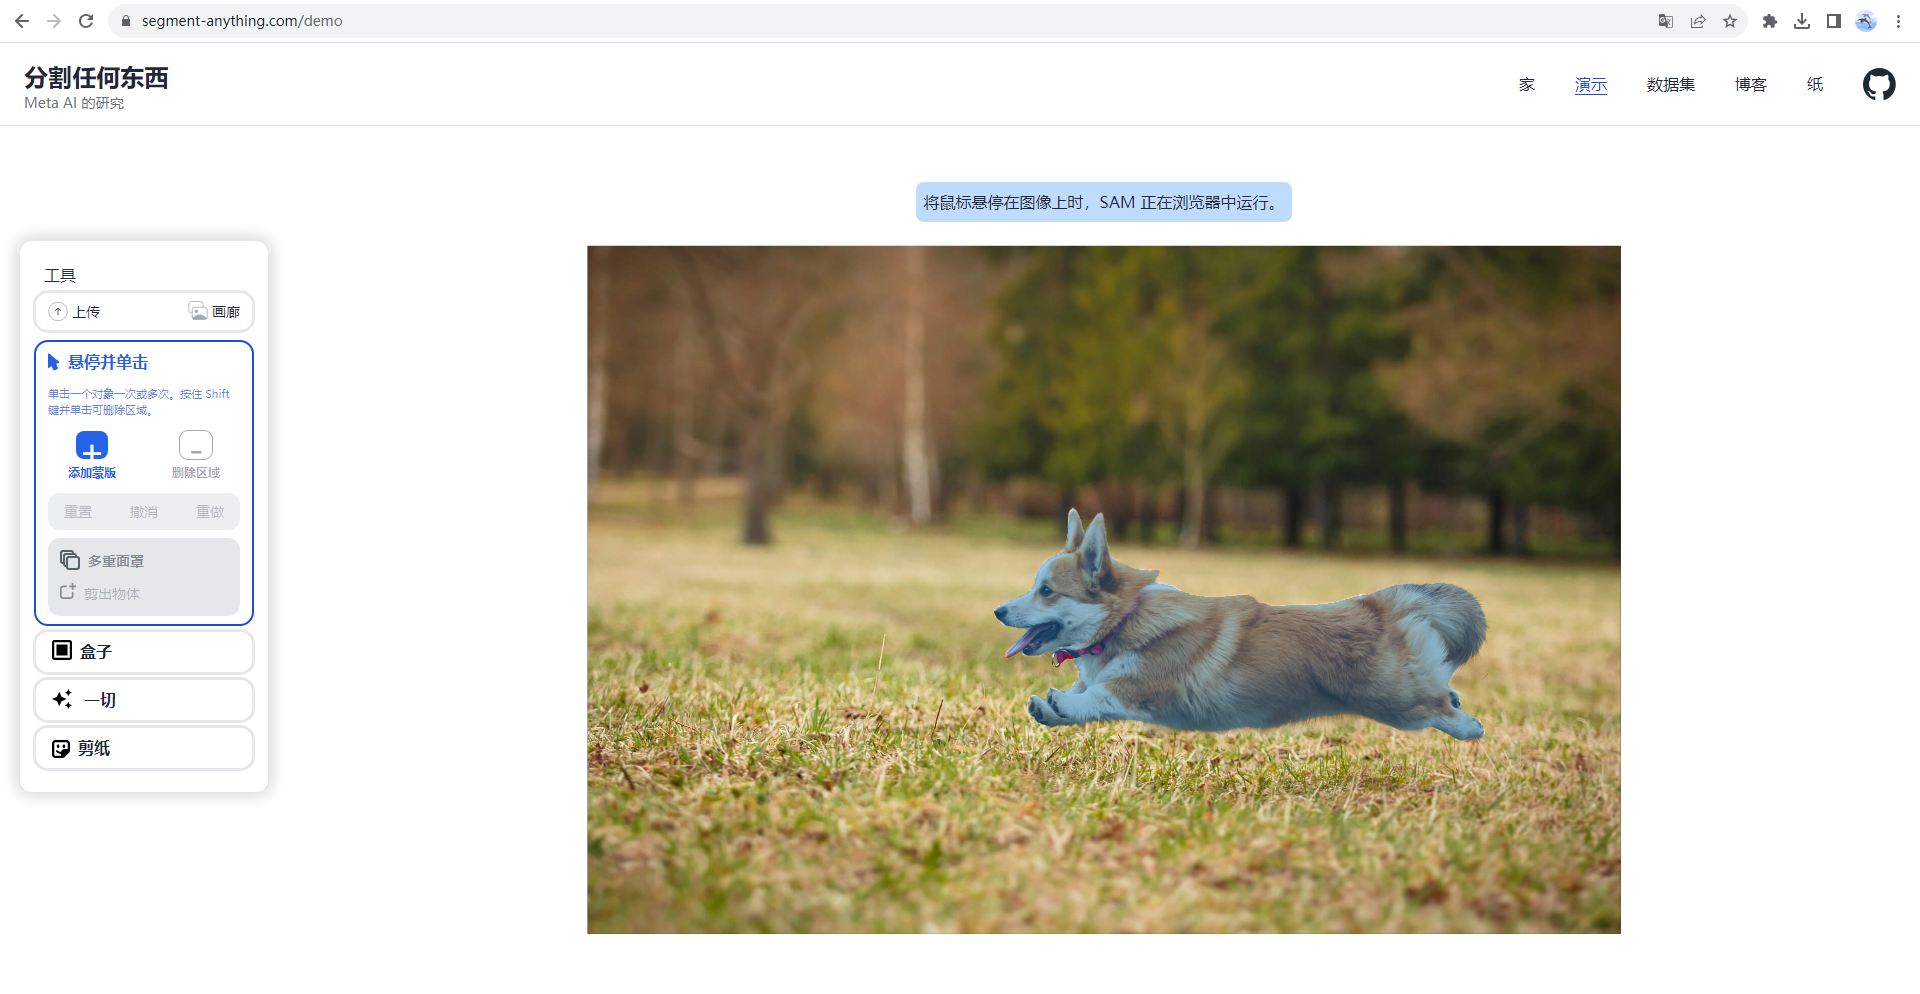 segment-anything.com/demo
分割任何东西
Meta AI 的研究
家 演示 数据集 博客 纸
将鼠标悬停在图像上时，SAM 正在浏览器中运行。
工具
上传 画廊
悬停并单击
单击一个对象一次或多次。按住 Shift
键并单击可删除区域。
添加蒙版 删除区域
重置 撤消 重做
多重面罩
剪出物体
盒子
一切
剪纸